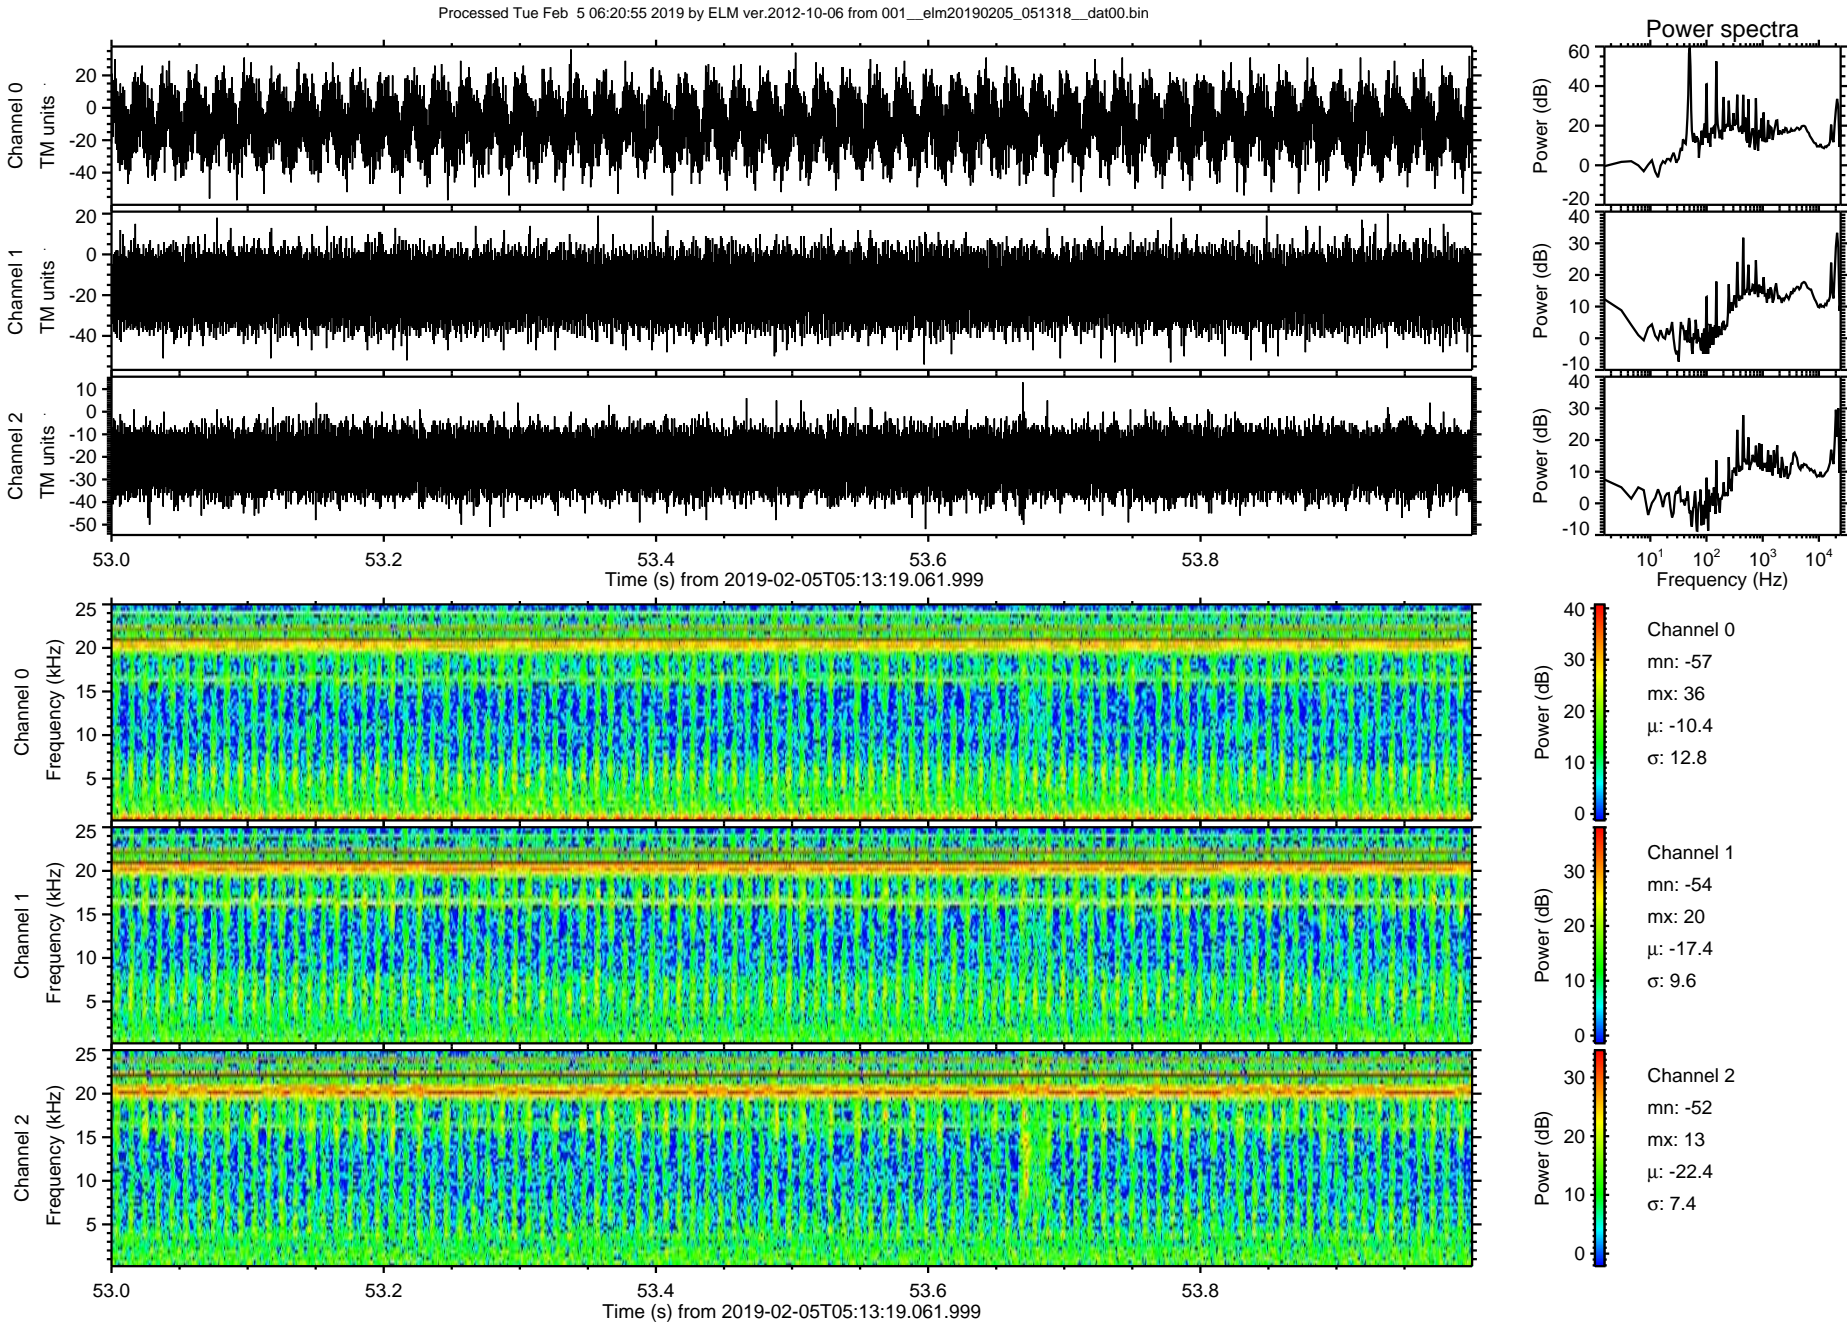 Processed Tue Feb  5 06:20:55 2019 by ELM ver.2012-10-06 from 001__elm20190205_051318__dat00.bin
Power spectra
Channel 0
TM units
20
0
-20
-40
Power (dB)
60
40
20
0
-20
Channel 1
TM units
20
0
-20
-40
Power (dB)
40
30
20
10
0
-10
Channel 2
TM units
10
0
-10
-20
-30
-40
-50
Power (dB)
40
30
20
10
0
-10
53.0 53.2 53.4 53.6 53.8
Time (s) from 2019-02-05T05:13:19.061.999
10¹ 10² 10³ 10⁴
Frequency (Hz)
Channel 0
Frequency (kHz)
25
20
15
10
5
Power (dB)
40
30
20
10
0
Channel 0
mn: -57
mx: 36
μ: -10.4
σ: 12.8
Channel 1
Frequency (kHz)
25
20
15
10
5
Power (dB)
30
20
10
0
Channel 1
mn: -54
mx: 20
μ: -17.4
σ: 9.6
Channel 2
Frequency (kHz)
25
20
15
10
5
Power (dB)
30
20
10
0
Channel 2
mn: -52
mx: 13
μ: -22.4
σ: 7.4
53.0 53.2 53.4 53.6 53.8
Time (s) from 2019-02-05T05:13:19.061.999